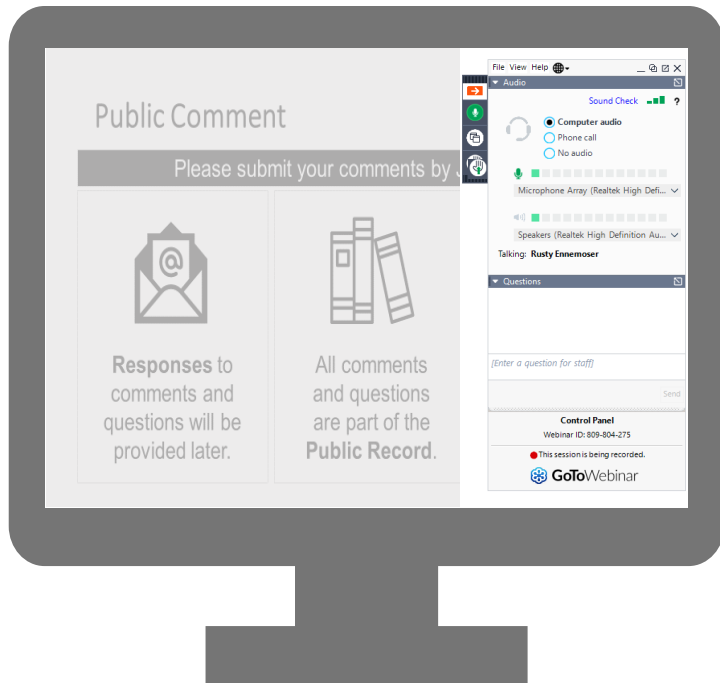 Public Comment
Please submit your comments by J
@
Responses to
comments and
questions will be
provided later.
All comments
and questions
are part of the
Public Record.
File View Help
Audio
Sound Check ?
Computer audio
Phone call
No audio
Microphone Array (Realtek High Defi...
Speakers (Realtek High Definition Au...
Talking: Rusty Ennemoser
Questions
[Enter a question for staff]
Send
Control Panel
Webinar ID: 809-804-275
This session is being recorded.
GoToWebinar